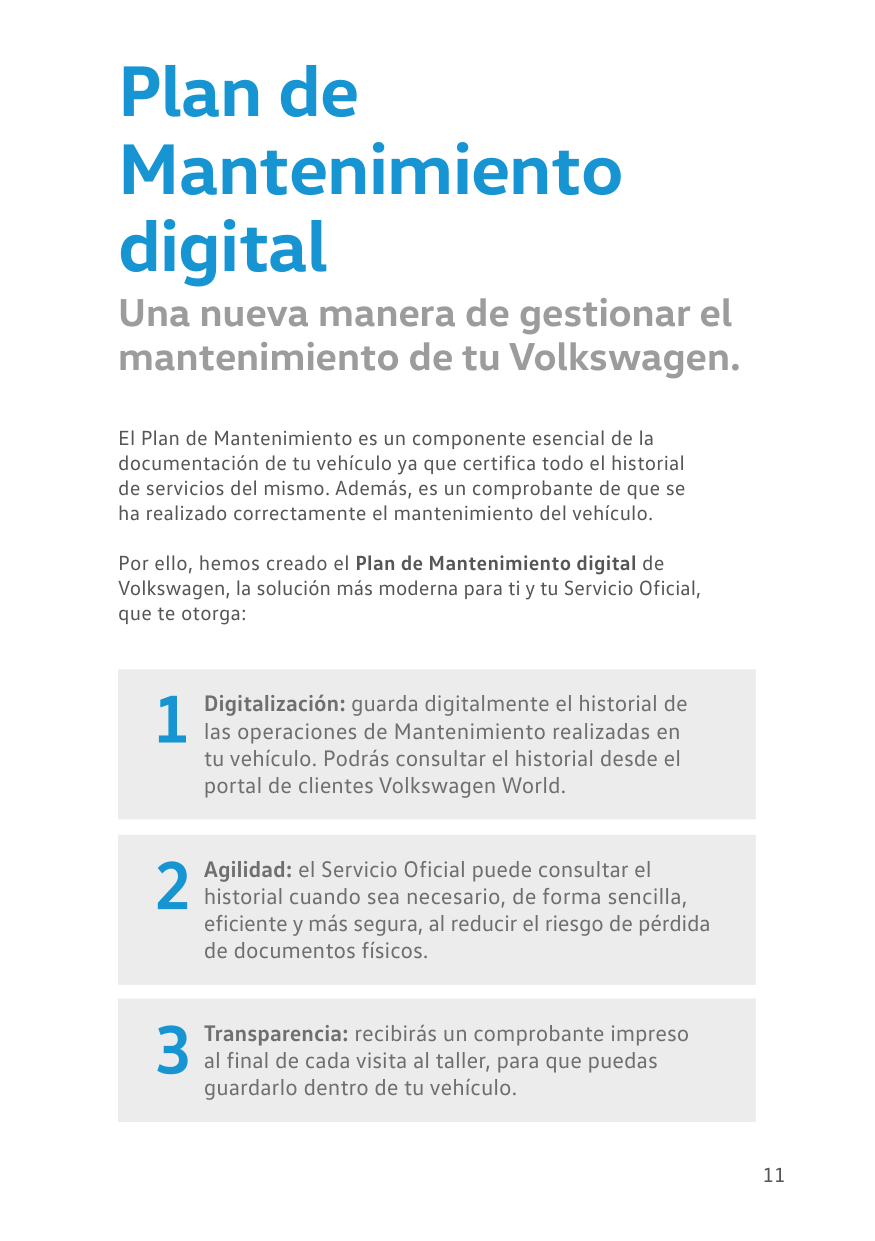 Plan de
Mantenimiento
digital
Una nueva manera de gestionar el
mantenimiento de tu Volkswagen.
El Plan de Mantenimiento es un componente esencial de la
documentación de tu vehículo ya que certifica todo el historial
de servicios del mismo. Además, es un comprobante de que se
ha realizado correctamente el mantenimiento del vehículo.
Por ello, hemos creado el Plan de Mantenimiento digital de
Volkswagen, la solución más moderna para ti y tu Servicio Oficial,
que te otorga:
1 Digitalización: guarda digitalmente el historial de
las operaciones de Mantenimiento realizadas en
tu vehículo. Podrás consultar el historial desde el
portal de clientes Volkswagen World.
2 Agilidad: el Servicio Oficial puede consultar el
historial cuando sea necesario, de forma sencilla,
eficiente y más segura, al reducir el riesgo de pérdida
de documentos físicos.
3 Transparencia: recibirás un comprobante impreso
al final de cada visita al taller, para que puedas
guardarlo dentro de tu vehículo.
11